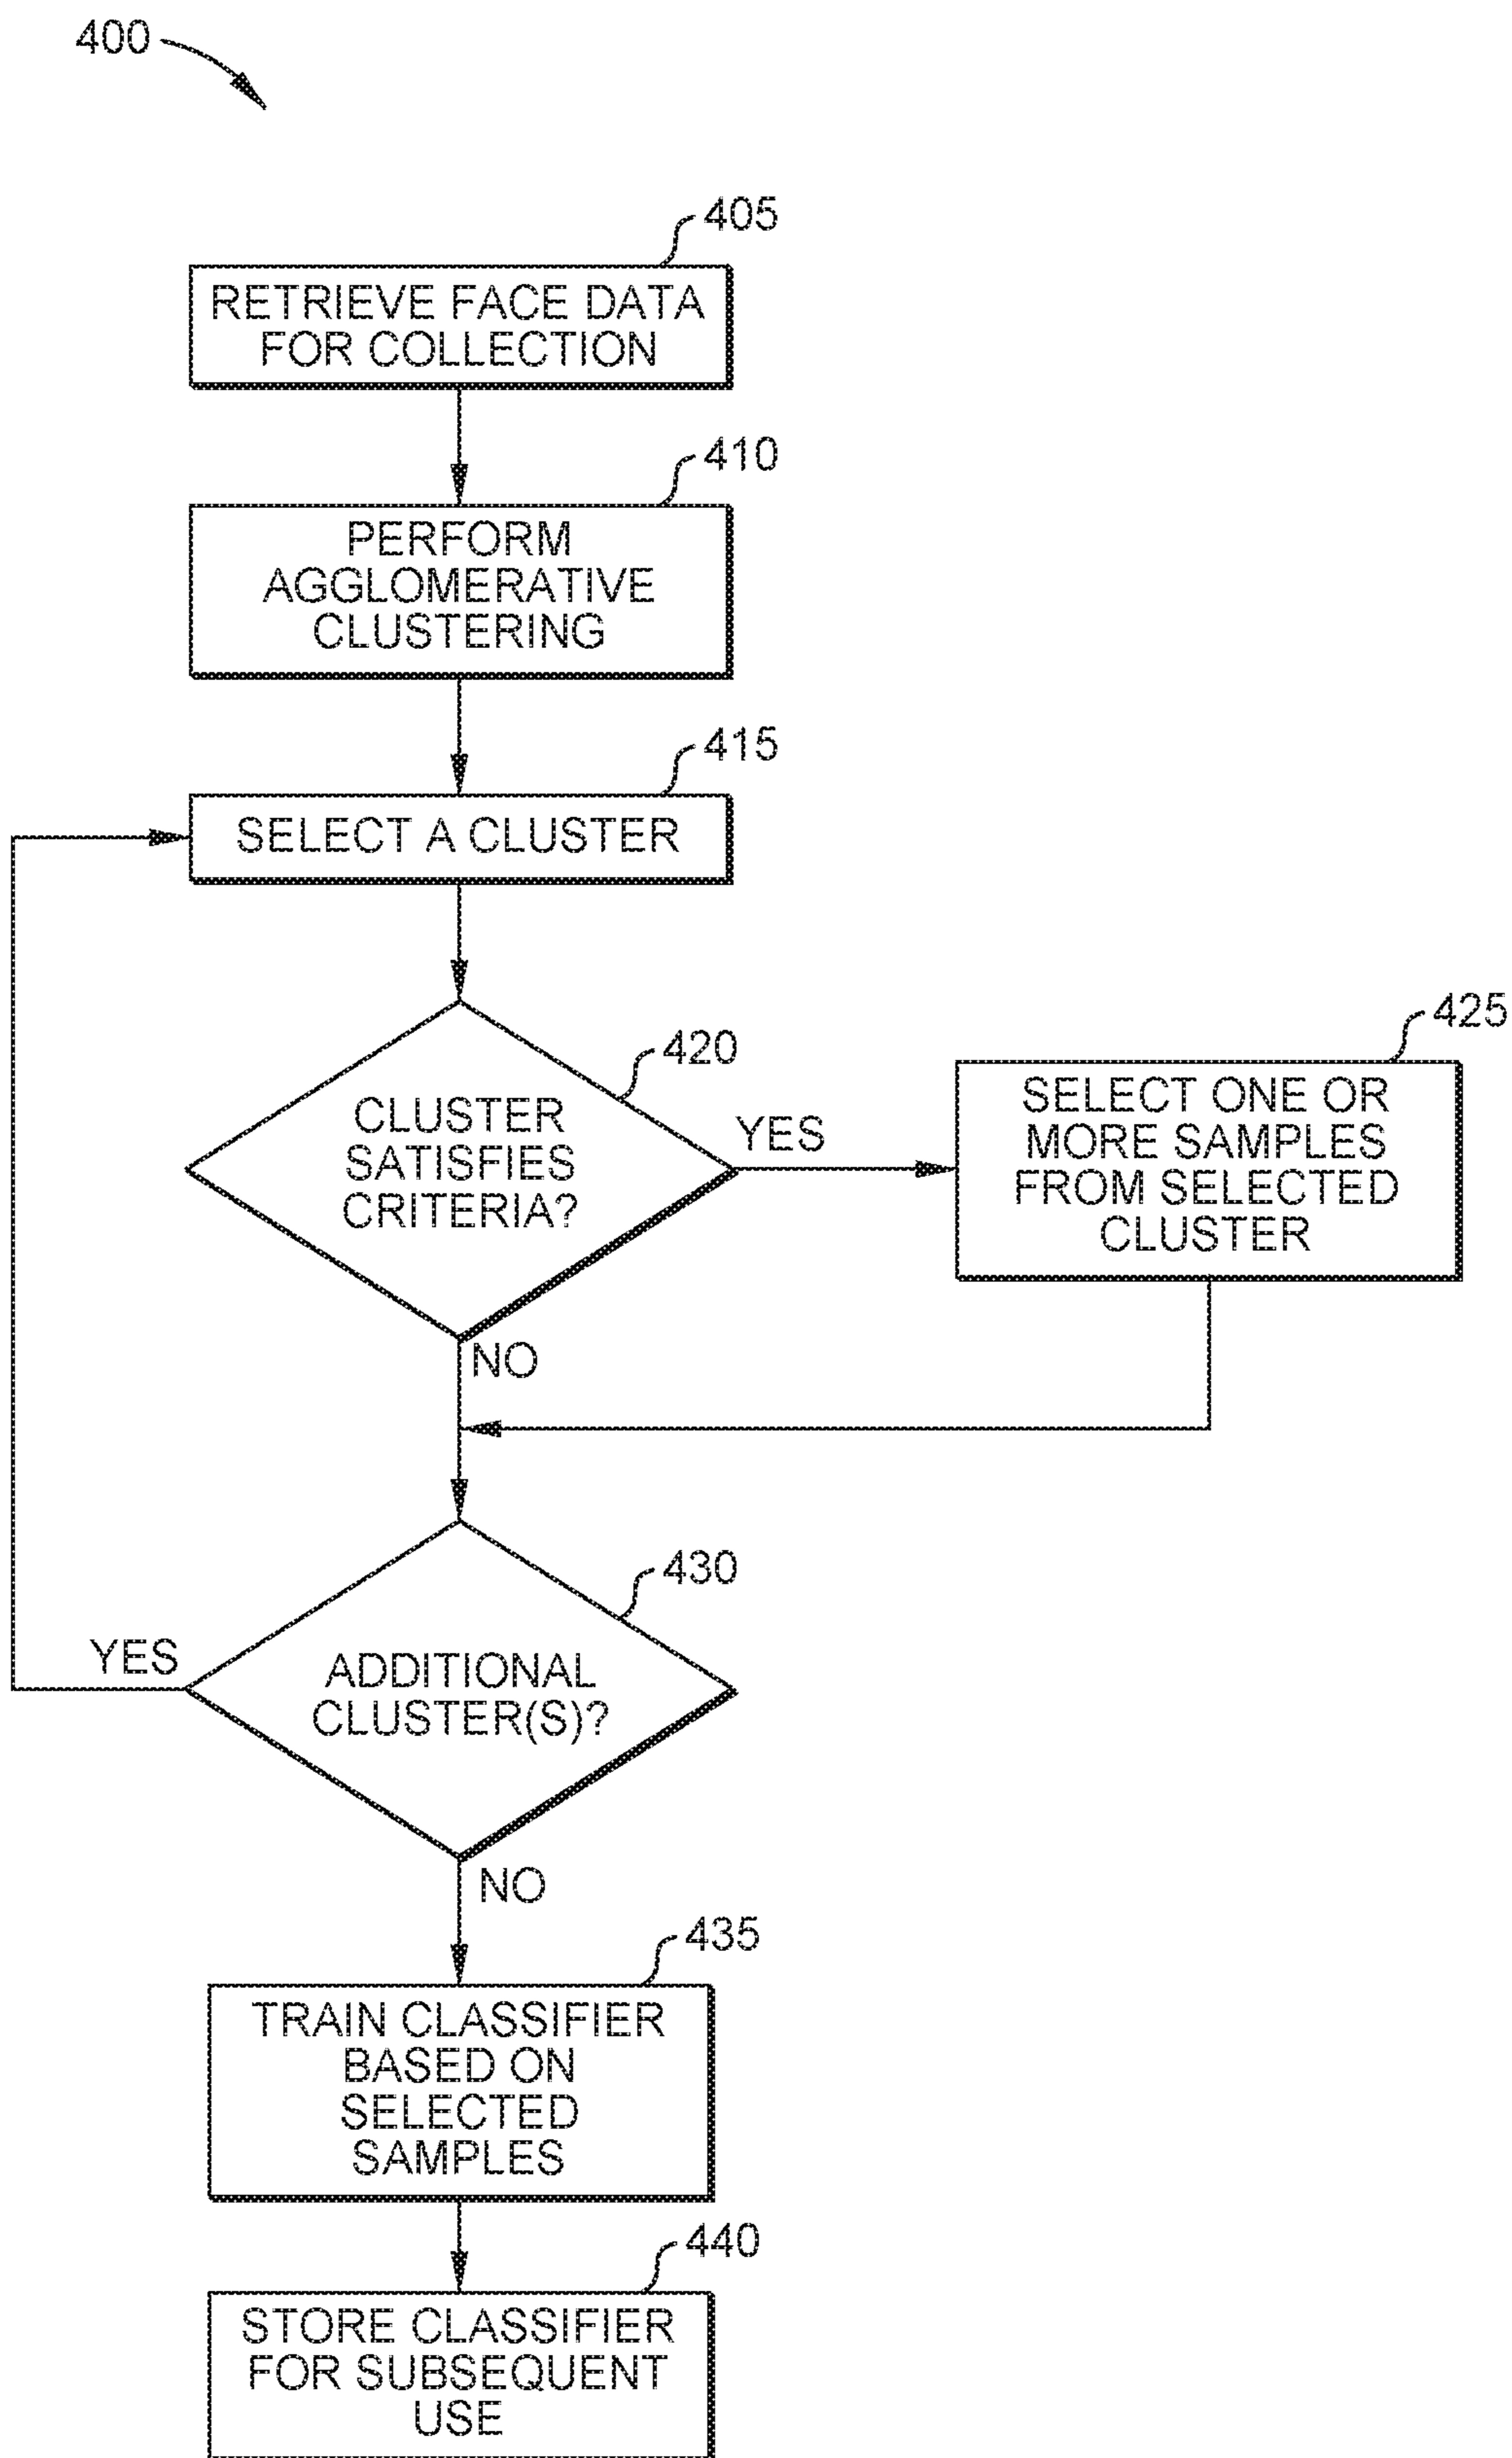 400
405
RETRIEVE FACE DATA
FOR COLLECTION
410
PERFORM
AGGLOMERATIVE
CLUSTERING
415
SELECT A CLUSTER
420
CLUSTER
SATISFIES
CRITERIA?
YES
425
SELECT ONE OR
MORE SAMPLES
FROM SELECTED
CLUSTER
NO
430
YES
ADDITIONAL
CLUSTER(S)?
NO
435
TRAIN CLASSIFIER
BASED ON
SELECTED
SAMPLES
440
STORE CLASSIFIER
FOR SUBSEQUENT
USE